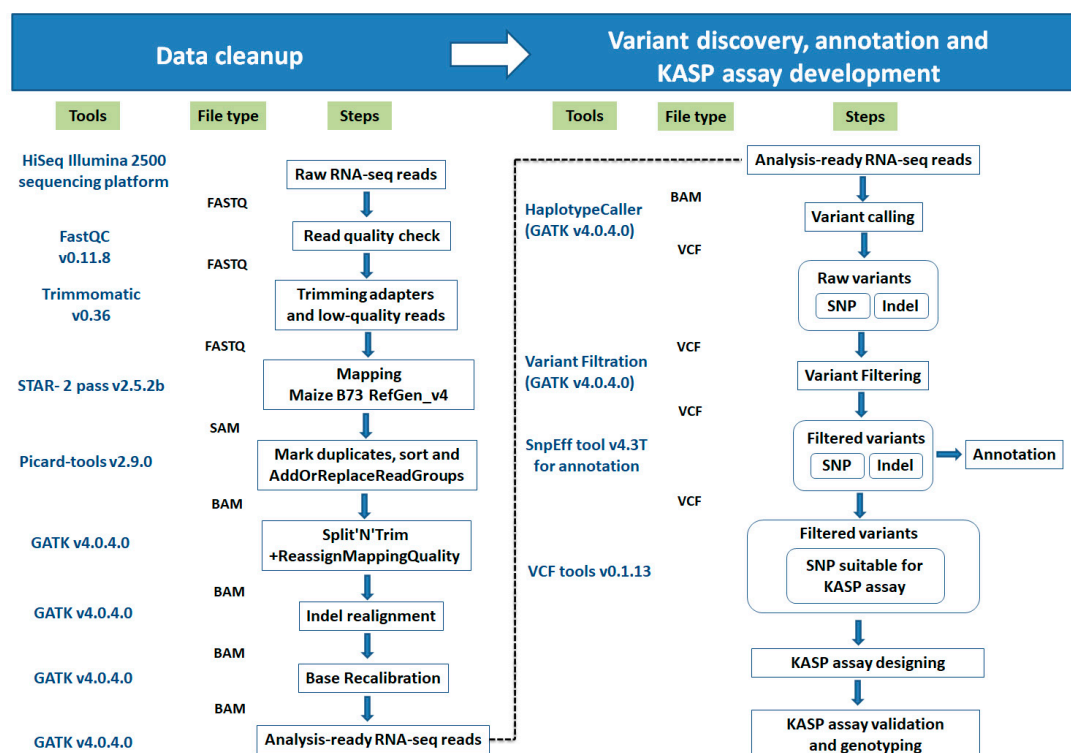 Data cleanup
Variant discovery, annotation and
KASP assay development
Tools
File type
Steps
HiSeq Illumina 2500
sequencing platform
Raw RNA-seq reads
FASTQ
FastQC
v0.11.8
Read quality check
FASTQ
Trimmomatic
v0.36
Trimming adapters
and low-quality reads
FASTQ
STAR- 2 pass v2.5.2b
Mapping
Maize B73 RefGen_v4
SAM
Picard-tools v2.9.0
Mark duplicates, sort and
AddOrReplaceReadGroups
BAM
GATK v4.0.4.0
Split'N'Trim
+ReassignMappingQuality
BAM
GATK v4.0.4.0
Indel realignment
BAM
GATK v4.0.4.0
Base Recalibration
BAM
GATK v4.0.4.0
Analysis-ready RNA-seq reads
Tools
File type
Steps
Analysis-ready RNA-seq reads
BAM
HaplotypeCaller
(GATK v4.0.4.0)
Variant calling
VCF
Raw variants
SNP
Indel
VCF
Variant Filtration
(GATK v4.0.4.0)
Variant Filtering
VCF
SnpEff tool v4.3T
for annotation
Filtered variants
SNP
Indel
Annotation
VCF
Filtered variants
VCF tools v0.1.13
SNP suitable for
KASP assay
KASP assay designing
KASP assay validation
and genotyping